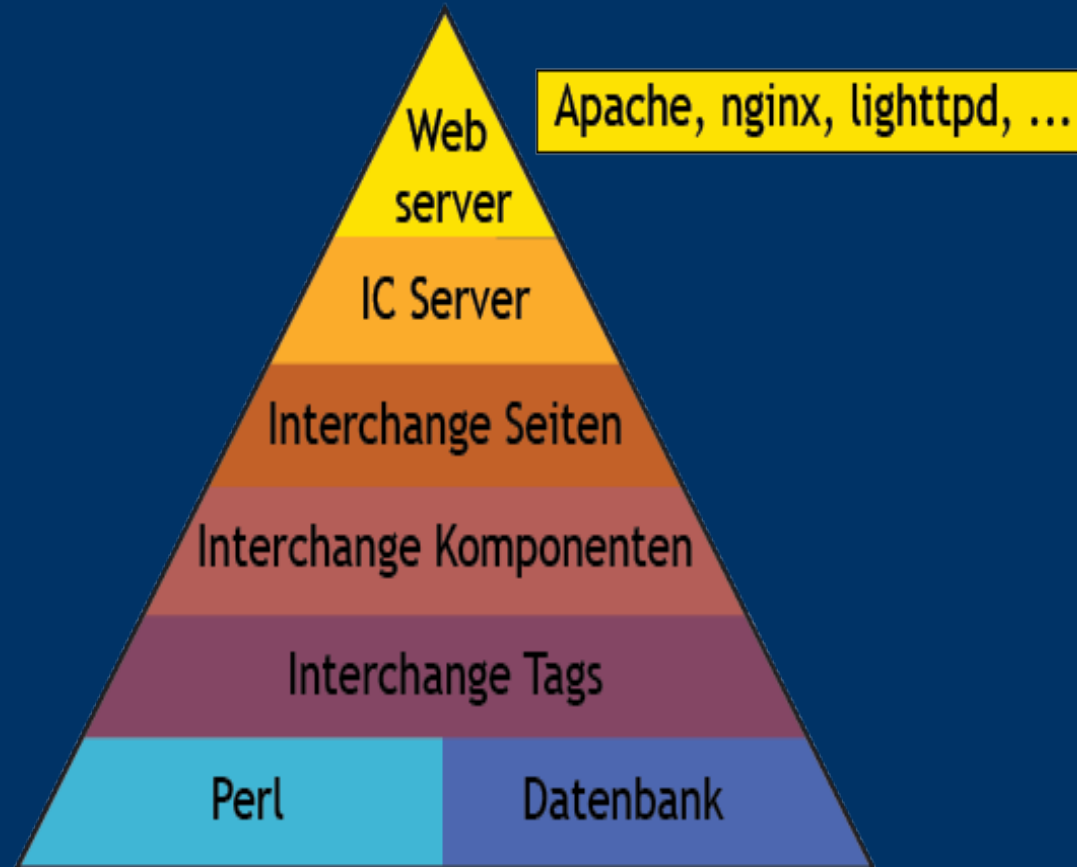 Web
server
Apache, nginx, lighttpd, ...
IC Server
Interchange Seiten
Interchange Komponenten
Interchange Tags
Perl
Datenbank